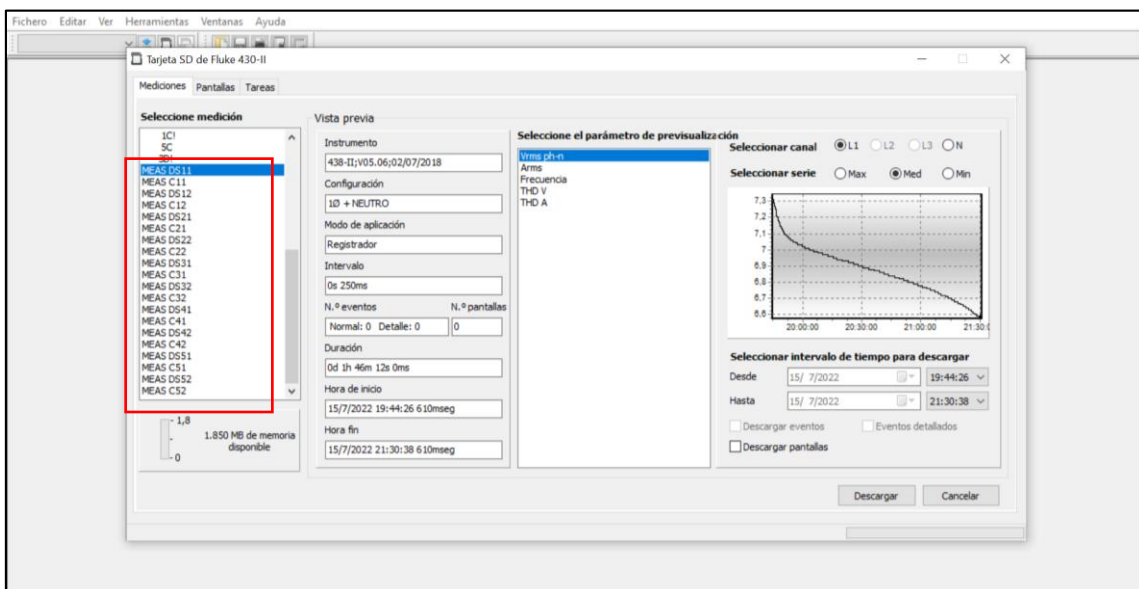 Fichero Editar Ver Herramientas Ventanas Ayuda
Tarjeta SD de Fluke 430-II
Mediciones Pantallas Tareas
Seleccione medición
1C!
5C
MEAS DS11
MEAS C11
MEAS DS12
MEAS C12
MEAS DS21
MEAS C21
MEAS DS22
MEAS C22
MEAS DS31
MEAS C31
MEAS DS32
MEAS C32
MEAS DS41
MEAS C41
MEAS DS42
MEAS C42
MEAS DS51
MEAS C51
MEAS DS52
MEAS C52
1,8
0
1.850 MB de memoria
disponible
Vista previa
Instrumento
438-II;V05.06;02/07/2018
Configuración
1Ø + NEUTRO
Modo de aplicación
Registrador
Intervalo
0s 250ms
N.º eventos N.º pantallas
Normal: 0 Detalle: 0 0
Duración
0d 1h 46m 12s 0ms
Hora de inicio
15/7/2022 19:44:26 610mseg
Hora fin
15/7/2022 21:30:38 610mseg
Seleccione el parámetro de previsualización
Vrms ph-n
Arms
Frecuencia
THD V
THD A
Seleccionar canal L1 L2 L3 N
Seleccionar serie Max Med Min
7,3
7,2
7,1
7
6,9
6,8
6,7
6,6
20:00:00 20:30:00 21:00:00 21:30:0
Seleccionar intervalo de tiempo para descargar
Desde 15/ 7/2022 19:44:26
Hasta 15/ 7/2022 21:30:38
Descargar eventos Eventos detallados
Descargar pantallas
Descargar Cancelar